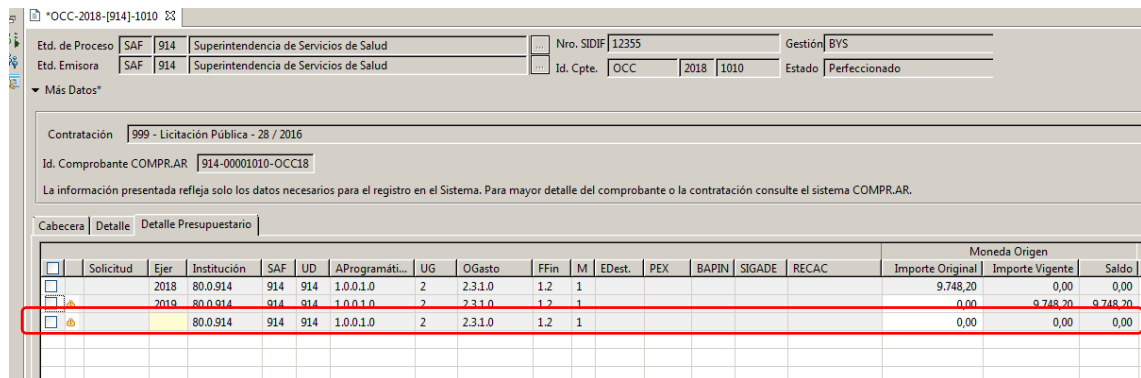 *OCC-2018-[914]-1010
Etd. de Proceso SAF 914 Superintendencia de Servicios de Salud ... Nro. SIDIF 12355 Gestión BYS
Etd. Emisora SAF 914 Superintendencia de Servicios de Salud ... Id. Cpte. OCC 2018 1010 Estado Perfeccionado
Más Datos*
Contratación 999 - Licitación Pública - 28 / 2016
Id. Comprobante COMPR.AR 914-00001010-OCC18
La información presentada refleja solo los datos necesarios para el registro en el Sistema. Para mayor detalle del comprobante o la contratación consulte el sistema COMPR.AR.
Cabecera Detalle Detalle Presupuestario
Moneda Origen
Solicitud Ejer Institución SAF UD AProgramáti... UG OGasto FFin M EDest. PEX BAPIN SIGADE RECAC Importe Original Importe Vigente Saldo
2018 80.0.914 914 914 1.0.0.1.0 2 2.3.1.0 1.2 1 9.748,20 0,00 0,00
2019 80.0.914 914 914 1.0.0.1.0 2 2.3.1.0 1.2 1 0,00 9.748,20 9.748,20
80.0.914 914 914 1.0.0.1.0 2 2.3.1.0 1.2 1 0,00 0,00 0,00